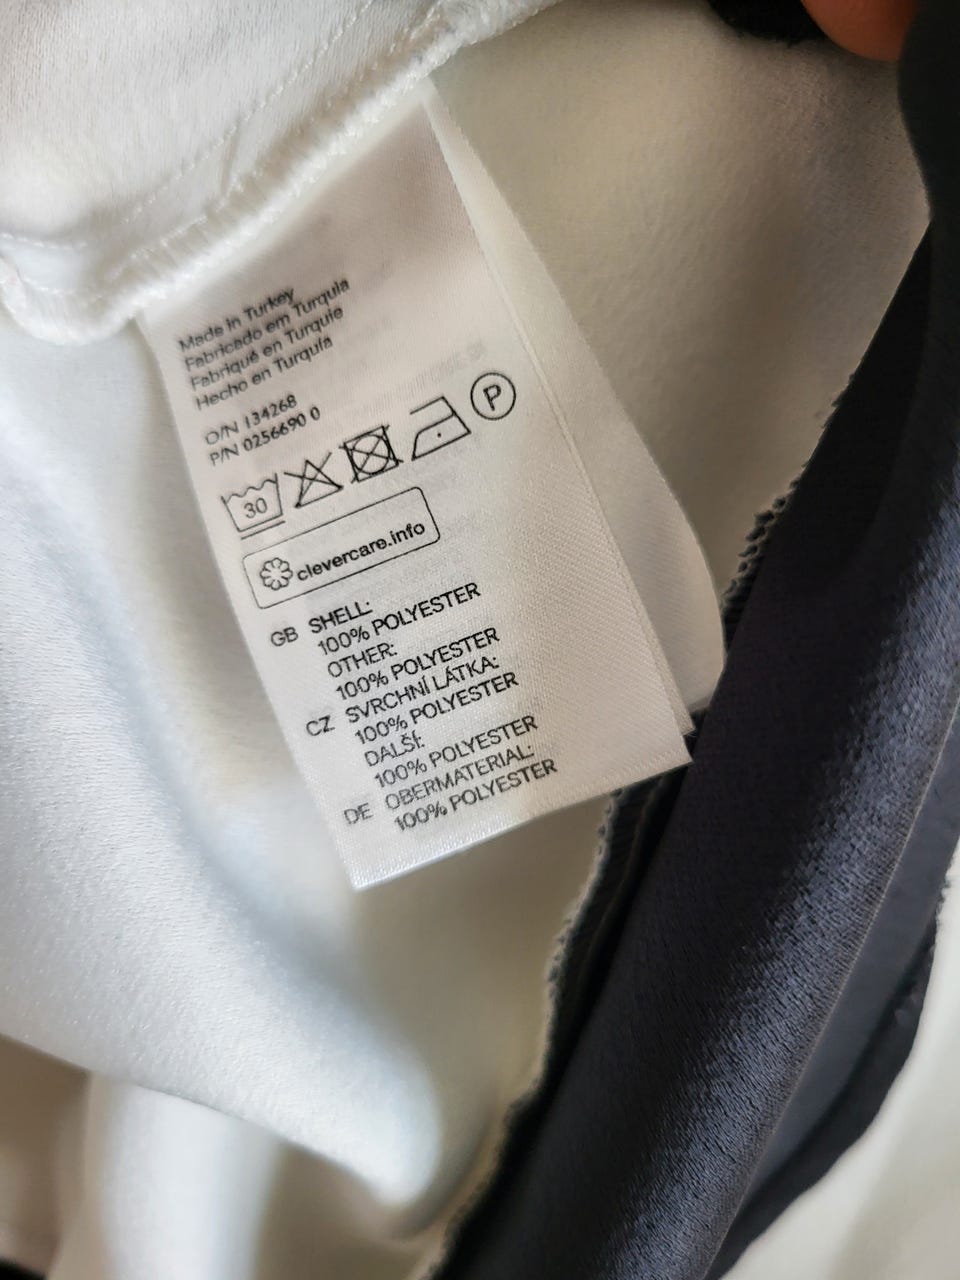 Made in Turkey
Fabricado em Turquia
Fabriqué en Turquie
Hecho en Turquía
O/N 134268
P/N 0256690 0
30
P
clevercare.info
GB SHELL:
100% POLYESTER
OTHER:
100% POLYESTER
CZ SVRCHNÍ LÁTKA:
100% POLYESTER
DALŠÍ:
100% POLYESTER
DE OBERMATERIAL:
100% POLYESTER